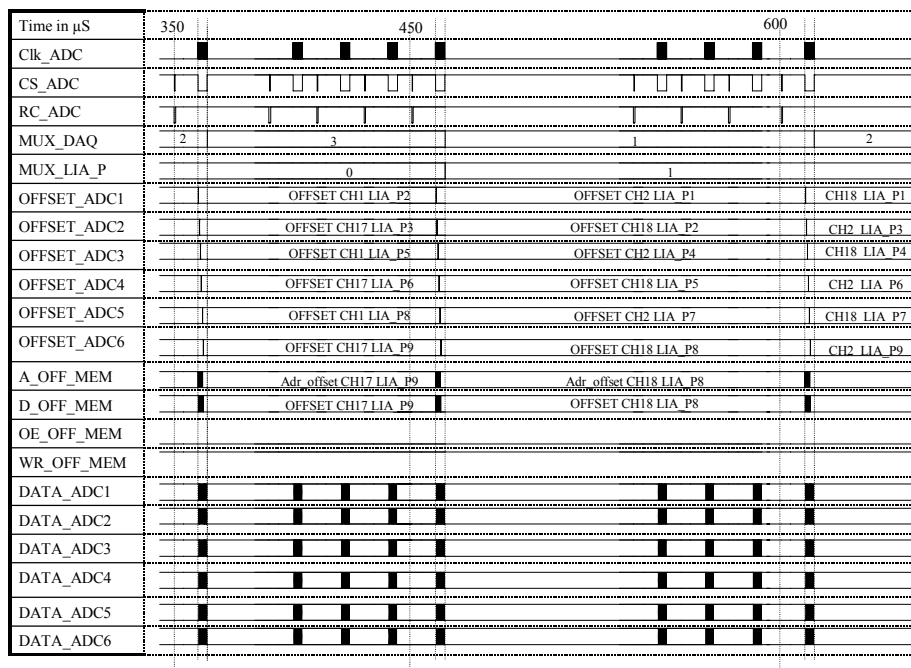 Time in µS 350 450 600
Clk_ADC
CS_ADC
RC_ADC
MUX_DAQ 2 3 1 2
MUX_LIA_P 0 1
OFFSET_ADC1 OFFSET CH1 LIA_P2 OFFSET CH2 LIA_P1 CH18 LIA_P1
OFFSET_ADC2 OFFSET CH17 LIA_P3 OFFSET CH18 LIA_P2 CH2 LIA_P3
OFFSET_ADC3 OFFSET CH1 LIA_P5 OFFSET CH2 LIA_P4 CH18 LIA_P4
OFFSET_ADC4 OFFSET CH17 LIA_P6 OFFSET CH18 LIA_P5 CH2 LIA_P6
OFFSET_ADC5 OFFSET CH1 LIA_P8 OFFSET CH2 LIA_P7 CH18 LIA_P7
OFFSET_ADC6 OFFSET CH17 LIA_P9 OFFSET CH18 LIA_P8 CH2 LIA_P9
A_OFF_MEM Adr_offset CH17 LIA_P9 Adr_offset CH18 LIA_P8
D_OFF_MEM OFFSET CH17 LIA_P9 OFFSET CH18 LIA_P8
OE_OFF_MEM
WR_OFF_MEM
DATA_ADC1
DATA_ADC2
DATA_ADC3
DATA_ADC4
DATA_ADC5
DATA_ADC6